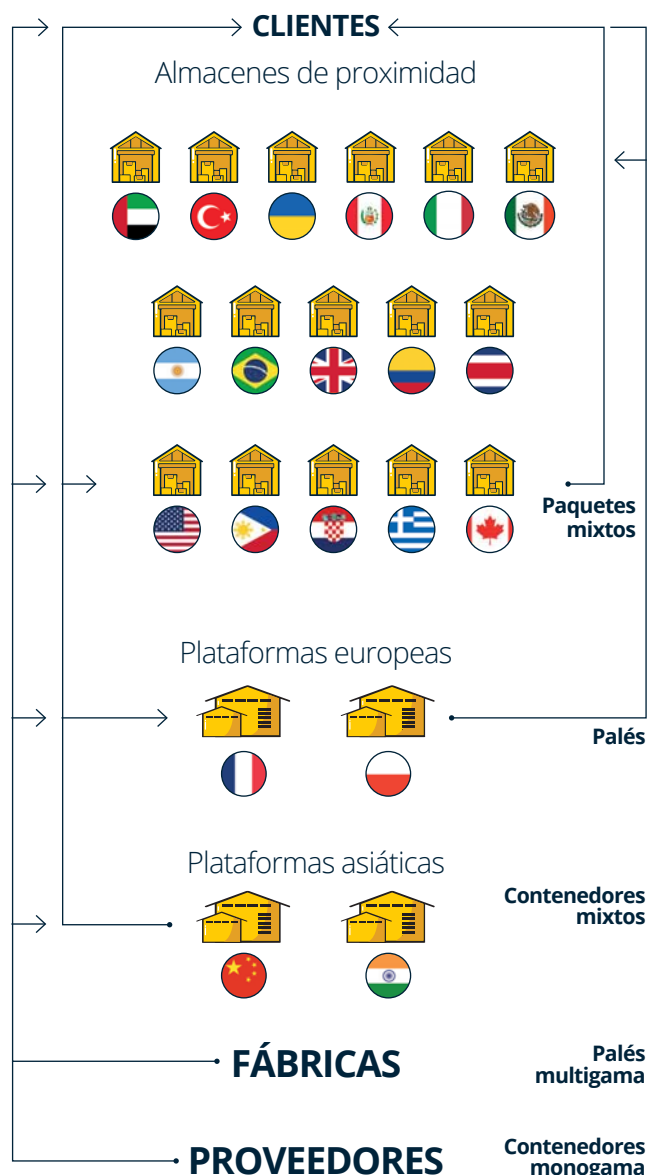 CLIENTES
Almacenes de proximidad
Paquetes
mixtos
Plataformas europeas
Palés
Plataformas asiáticas
Contenedores
mixtos
FÁBRICAS
Palés
multigama
PROVEEDORES
Contenedores
monogama